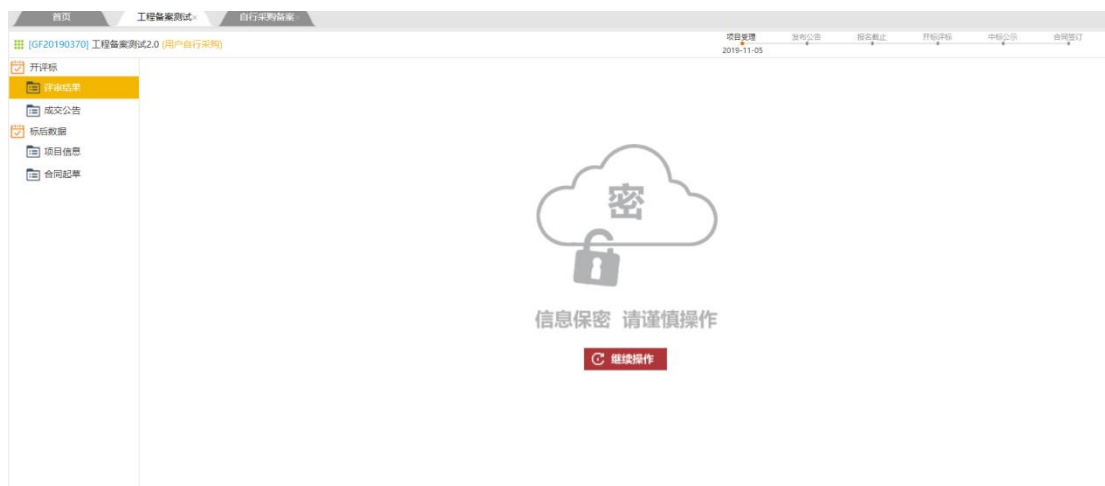 首页 工程备案测试× 自行采购备案×
[GF20190370] 工程备案测试2.0 (用户自行采购)
项目受理 发布公告 报名截止 开标评标 中标公示 合同签订
2019-11-05
开评标
评审结果
成交公告
标后数据
项目信息
合同起草
密
信息保密 请谨慎操作
继续操作